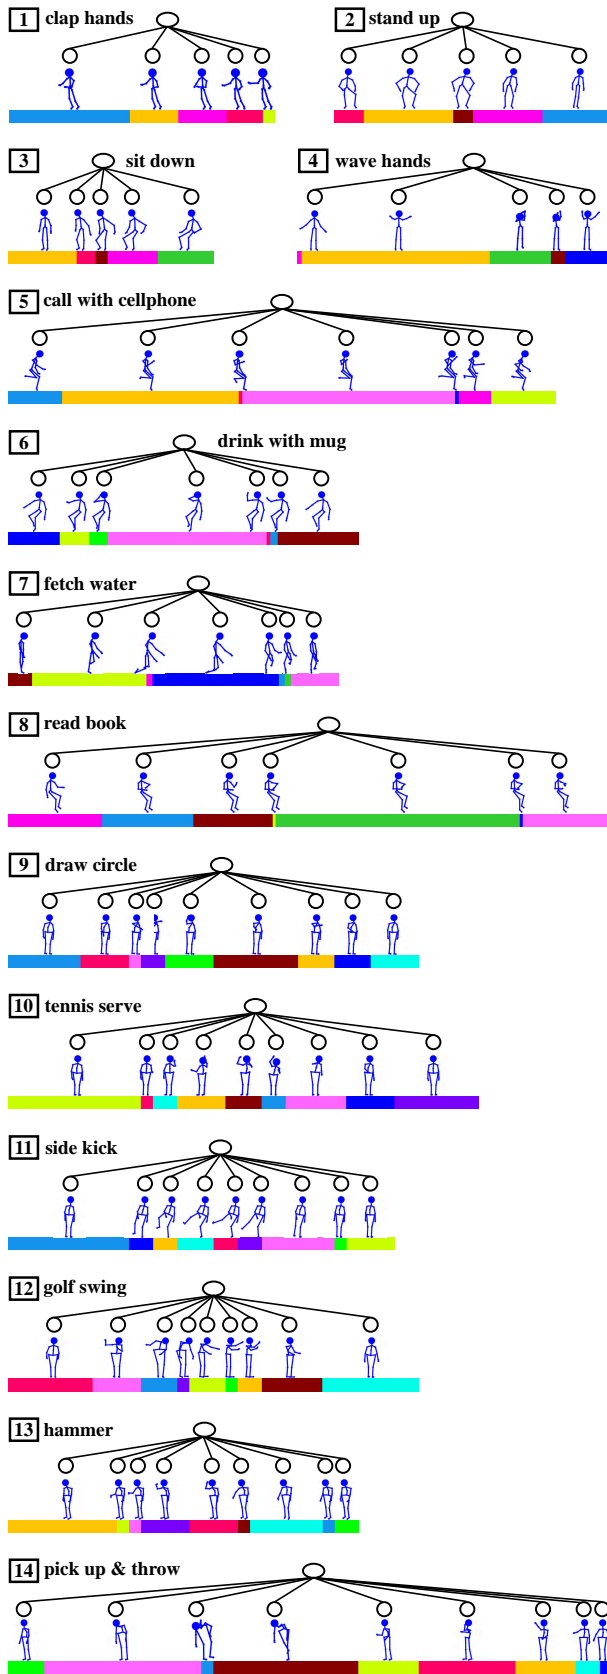 1 clap hands
2 stand up
3 sit down
4 wave hands
5 call with cellphone
6 drink with mug
7 fetch water
8 read book
9 draw circle
10 tennis serve
11 side kick
12 golf swing
13 hammer
14 pick up & throw